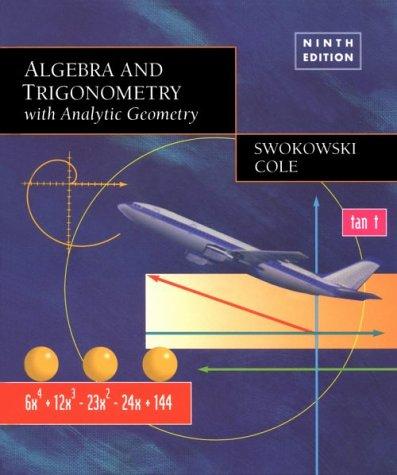 NINTH
EDITION
ALGEBRA AND
TRIGONOMETRY
with Analytic Geometry
SWOKOWSKI
COLE
tan t
6x⁴ + 12x³ - 23x² - 24x + 144